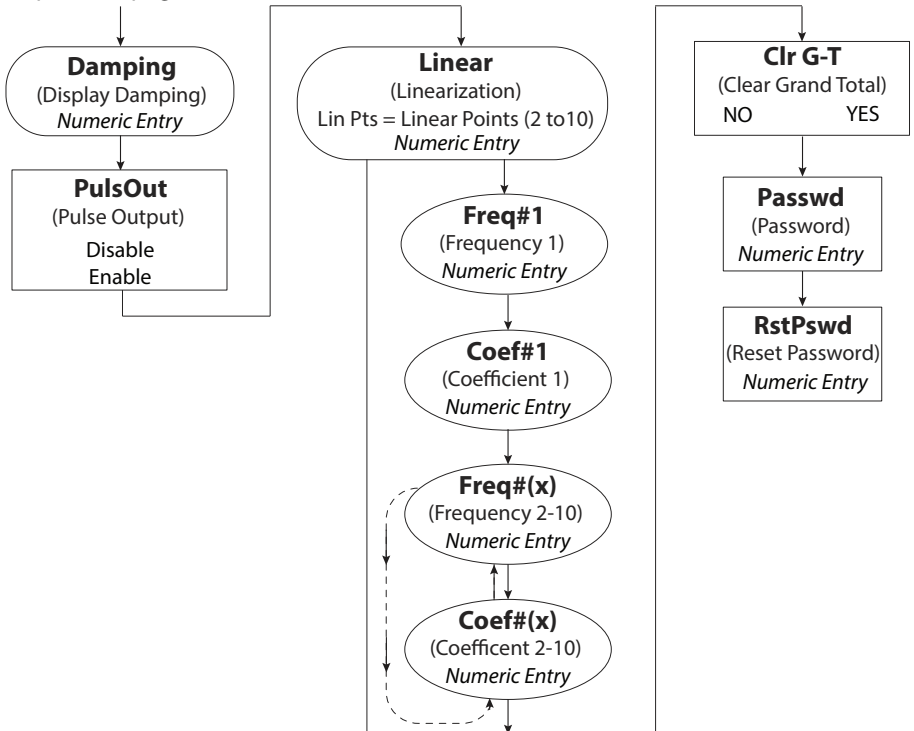 Damping
(Display Damping)
Numeric Entry
PulsOut
(Pulse Output)
Disable
Enable
Linear
(Linearization)
Lin Pts = Linear Points (2 to10)
Numeric Entry
Freq#1
(Frequency 1)
Numeric Entry
Coef#1
(Coefficient 1)
Numeric Entry
Freq#(x)
(Frequency 2-10)
Numeric Entry
Coef#(x)
(Coefficent 2-10)
Numeric Entry
Clr G-T
(Clear Grand Total)
NO YES
Passwd
(Password)
Numeric Entry
RstPswd
(Reset Password)
Numeric Entry